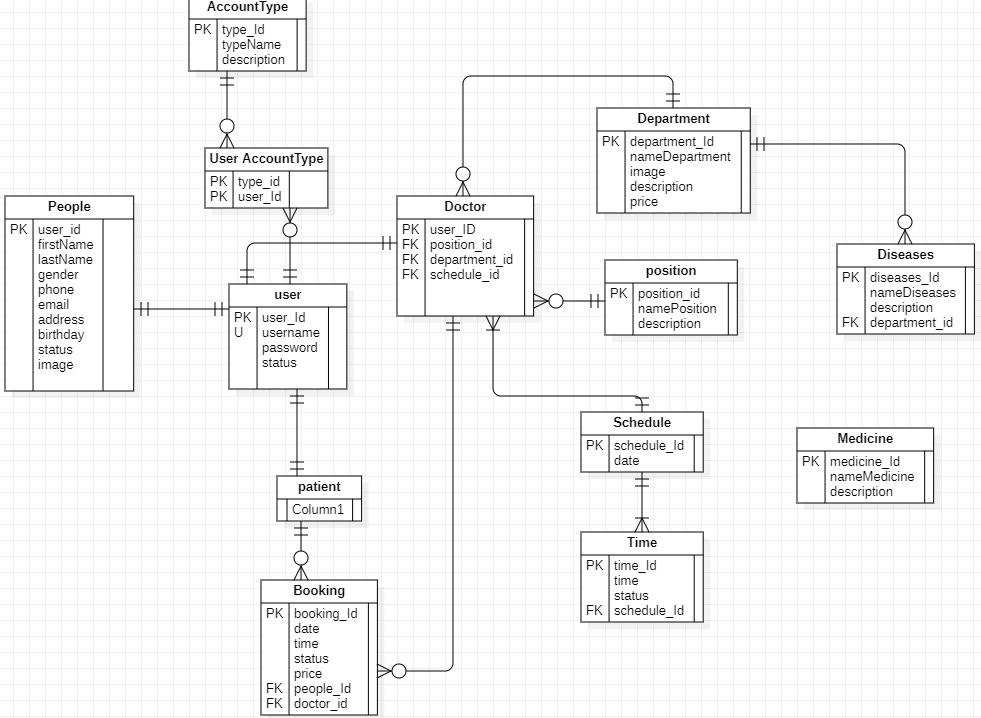 AccountType
PK type_Id
typeName
description
User AccountType
PK type_id
PK user_Id
People
PK user_id
firstName
lastName
gender
phone
email
address
birthday
status
image
user
PK user_Id
U username
password
status
patient
Column1
Booking
PK booking_Id
date
time
status
price
FK people_Id
FK doctor_id
Doctor
PK user_ID
FK position_id
FK department_id
FK schedule_id
Department
PK department_Id
nameDepartment
image
description
price
position
PK position_id
namePosition
description
Diseases
PK diseases_Id
nameDiseases
description
FK department_id
Schedule
PK schedule_Id
date
Time
PK time_Id
time
status
FK schedule_Id
Medicine
PK medicine_Id
nameMedicine
description